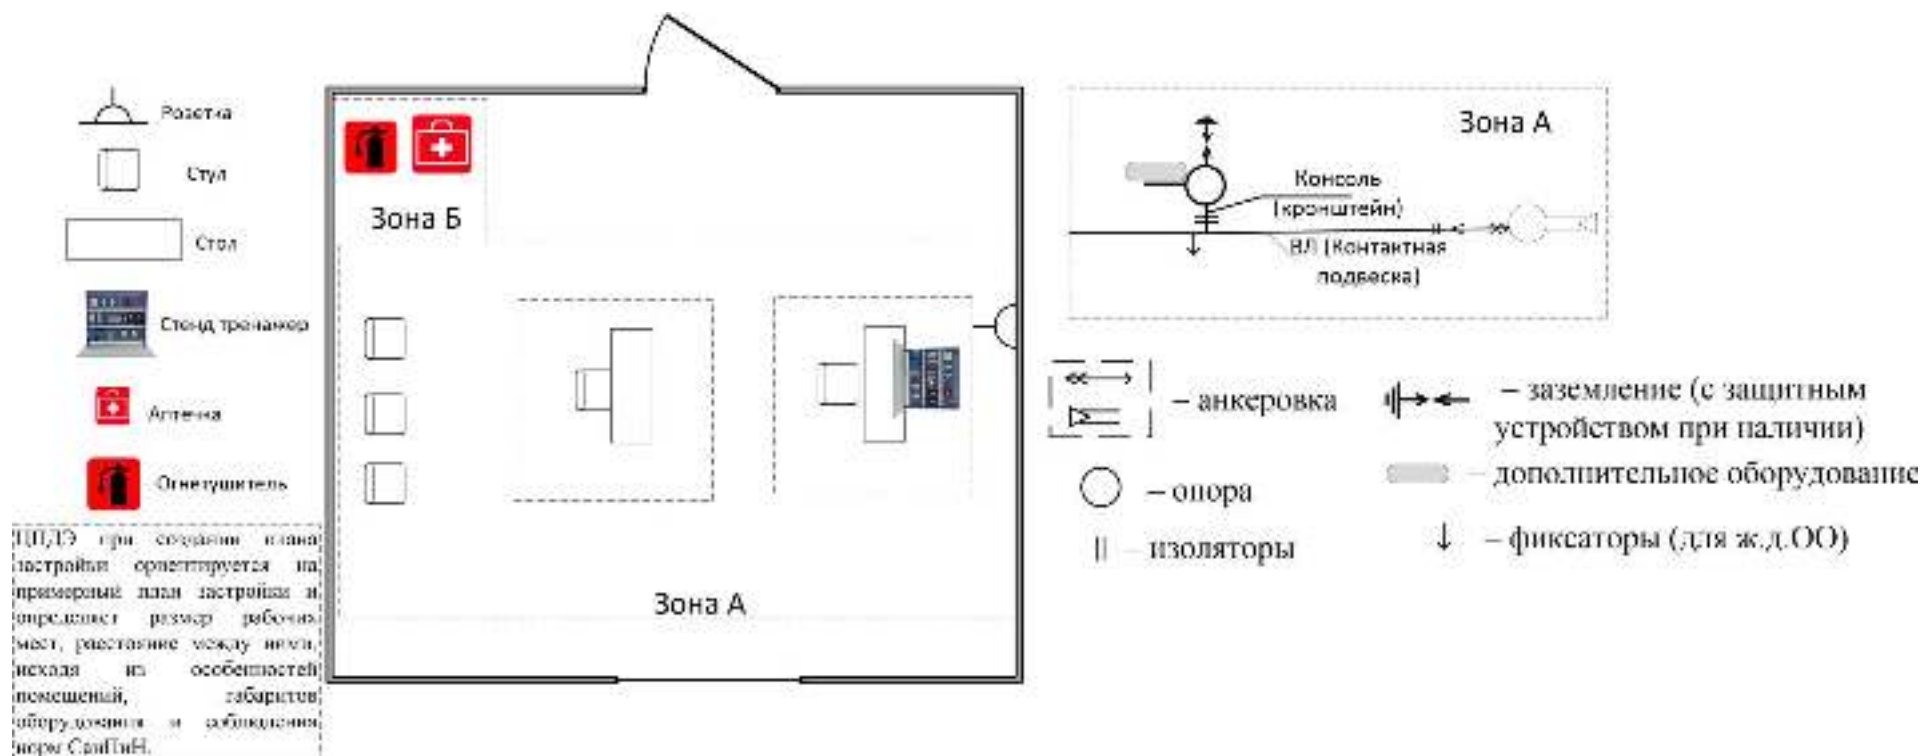 Розетка
Стул
Стол
Стенд тренажер
Аптечка
Огнетушитель
ЦПДЭ при создании плана
застройки ориентируется на
примерный план застройки и
определяет размер рабочих
мест, расстояние между ними,
исходя из особенностей
помещений, габаритов
оборудования и соблюдения
норм СанПиН.
Зона Б
Зона А
Зона А
Консоль
(кронштейн)
ВЛ (Контактная
подвеска)
– анкеровка
– опора
– изоляторы
– заземление (с защитным
устройством при наличии)
– дополнительное оборудование
– фиксаторы (для ж.д.ОО)